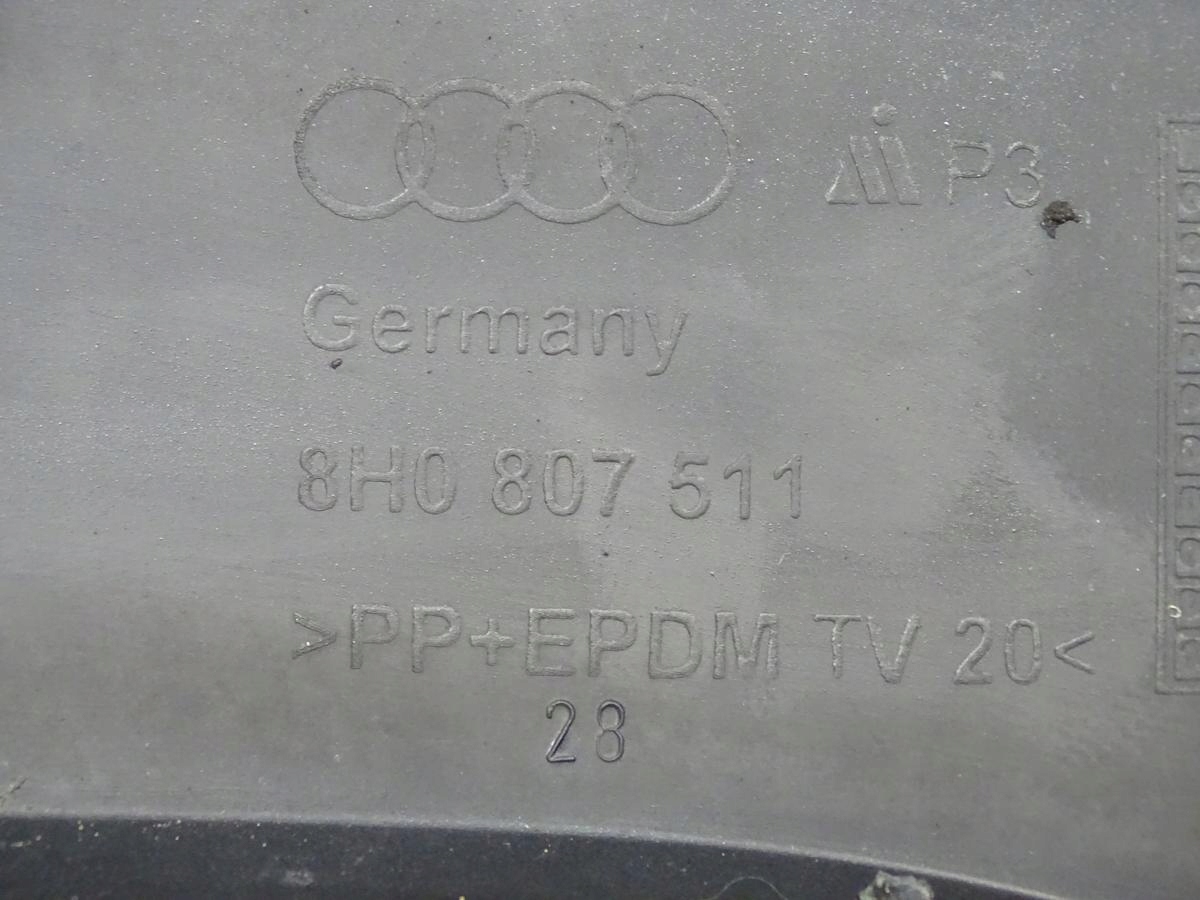 P3
Germany
8H0 807 511
>PP+EPDM TV 20<
28